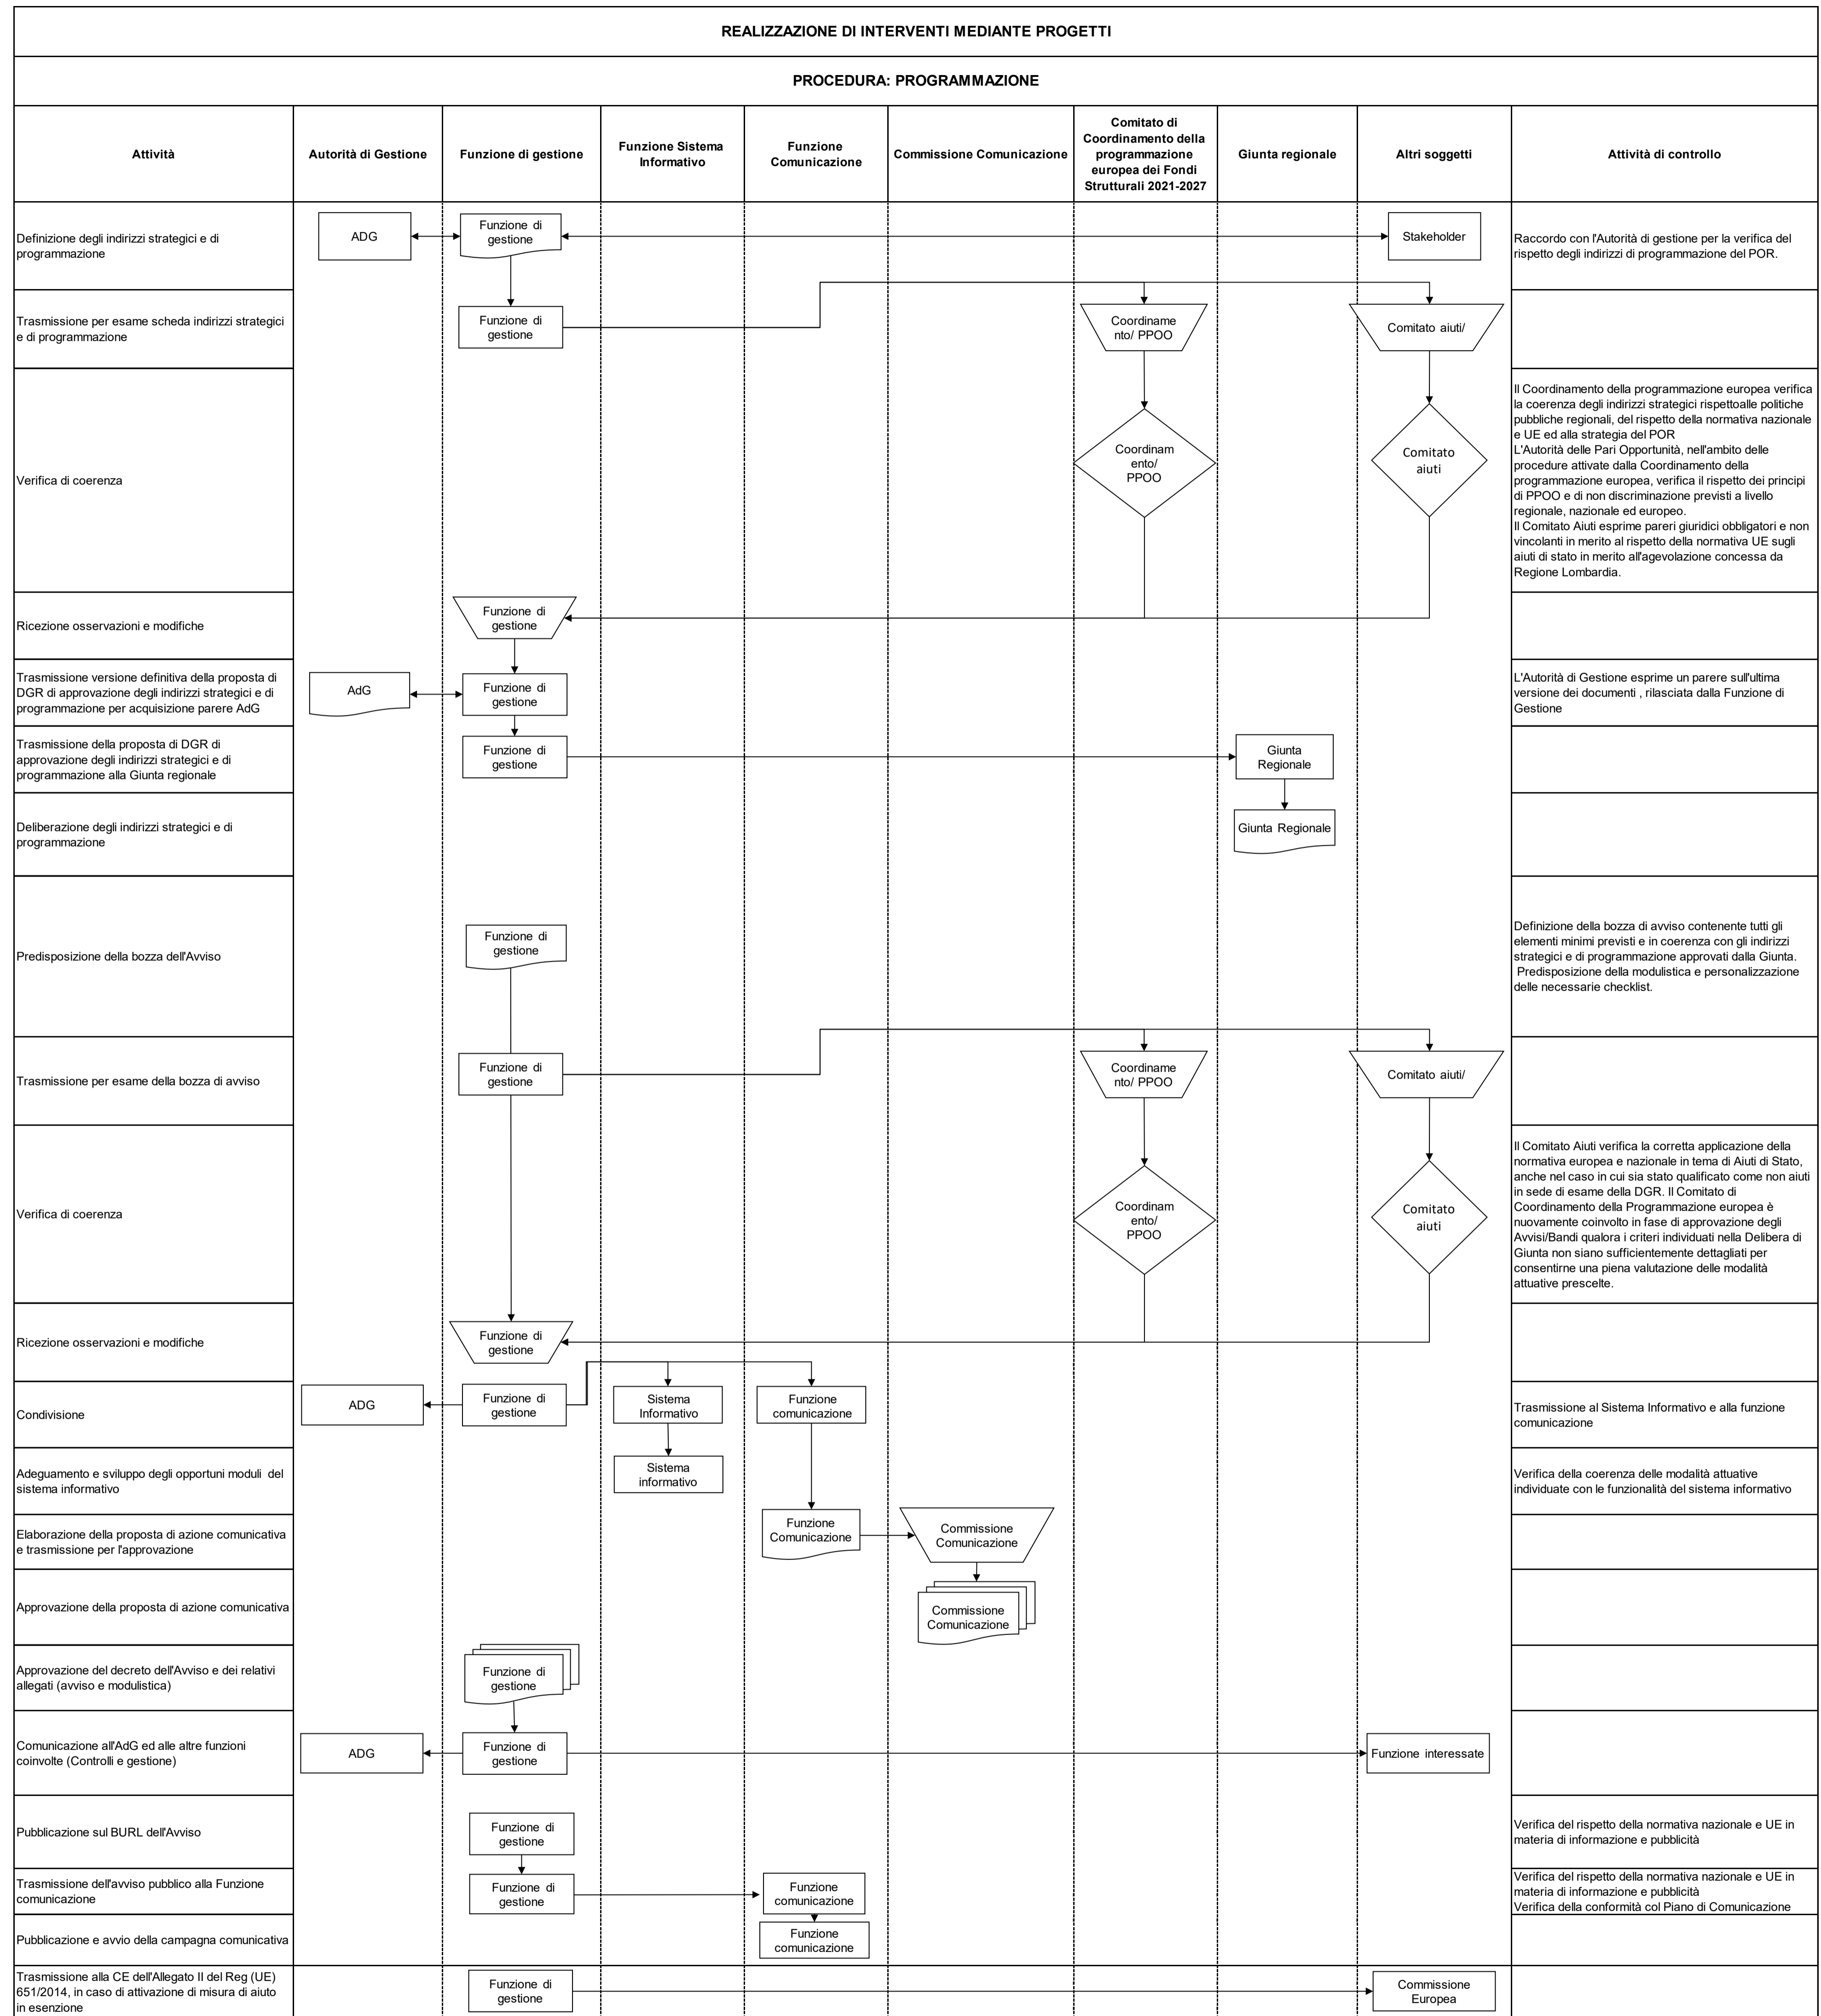 REALIZZAZIONE DI INTERVENTI MEDIANTE PROGETTI
PROCEDURA: PROGRAMMAZIONE
Attività
Autorità di Gestione
Funzione di gestione
Funzione Sistema
Informativo
Funzione
Comunicazione
Commissione Comunicazione
Comitato di
Coordinamento della
programmazione
europea dei Fondi
Strutturali 2021-2027
Giunta regionale
Altri soggetti
Attività di controllo
Definizione degli indirizzi strategici e di
programmazione
ADG
Funzione di
gestione
Stakeholder
Raccordo con l'Autorità di gestione per la verifica del
rispetto degli indirizzi di programmazione del POR.
Trasmissione per esame scheda indirizzi strategici
e di programmazione
Funzione di
gestione
Coordiname
nto/ PPOO
Comitato aiuti/
Verifica di coerenza
Coordinam
ento/
PPOO
Comitato
aiuti
Il Coordinamento della programmazione europea verifica
la coerenza degli indirizzi strategici rispettoalle politiche
pubbliche regionali, del rispetto della normativa nazionale
e UE ed alla strategia del POR
L'Autorità delle Pari Opportunità, nell'ambito delle
procedure attivate dalla Coordinamento della
programmazione europea, verifica il rispetto dei principi
di PPOO e di non discriminazione previsti a livello
regionale, nazionale ed europeo.
Il Comitato Aiuti esprime pareri giuridici obbligatori e non
vincolanti in merito al rispetto della normativa UE sugli
aiuti di stato in merito all'agevolazione concessa da
Regione Lombardia.
Ricezione osservazioni e modifiche
Funzione di
gestione
Trasmissione versione definitiva della proposta di
DGR di approvazione degli indirizzi strategici e di
programmazione per acquisizione parere AdG
AdG
Funzione di
gestione
L'Autorità di Gestione esprime un parere sull'ultima
versione dei documenti , rilasciata dalla Funzione di
Gestione
Trasmissione della proposta di DGR di
approvazione degli indirizzi strategici e di
programmazione alla Giunta regionale
Funzione di
gestione
Giunta
Regionale
Deliberazione degli indirizzi strategici e di
programmazione
Giunta Regionale
Predisposizione della bozza dell'Avviso
Funzione di
gestione
Definizione della bozza di avviso contenente tutti gli
elementi minimi previsti e in coerenza con gli indirizzi
strategici e di programmazione approvati dalla Giunta.
Predisposizione della modulistica e personalizzazione
delle necessarie checklist.
Trasmissione per esame della bozza di avviso
Funzione di
gestione
Coordiname
nto/ PPOO
Comitato aiuti/
Verifica di coerenza
Coordinam
ento/
PPOO
Comitato
aiuti
Il Comitato Aiuti verifica la corretta applicazione della
normativa europea e nazionale in tema di Aiuti di Stato,
anche nel caso in cui sia stato qualificato come non aiuti
in sede di esame della DGR. Il Comitato di
Coordinamento della Programmazione europea è
nuovamente coinvolto in fase di approvazione degli
Avvisi/Bandi qualora i criteri individuati nella Delibera di
Giunta non siano sufficientemente dettagliati per
consentirne una piena valutazione delle modalità
attuative prescelte.
Ricezione osservazioni e modifiche
Funzione di
gestione
Condivisione
ADG
Funzione di
gestione
Sistema
Informativo
Funzione
comunicazione
Trasmissione al Sistema Informativo e alla funzione
comunicazione
Adeguamento e sviluppo degli opportuni moduli del
sistema informativo
Sistema
informativo
Verifica della coerenza delle modalità attuative
individuate con le funzionalità del sistema informativo
Elaborazione della proposta di azione comunicativa
e trasmissione per l'approvazione
Funzione
Comunicazione
Commissione
Comunicazione
Approvazione della proposta di azione comunicativa
Commissione
Comunicazione
Approvazione del decreto dell'Avviso e dei relativi
allegati (avviso e modulistica)
Funzione di
gestione
Comunicazione all'AdG ed alle altre funzioni
coinvolte (Controlli e gestione)
ADG
Funzione di
gestione
Funzione interessate
Pubblicazione sul BURL dell'Avviso
Funzione di
gestione
Verifica del rispetto della normativa nazionale e UE in
materia di informazione e pubblicità
Trasmissione dell'avviso pubblico alla Funzione
comunicazione
Funzione di
gestione
Funzione
comunicazione
Verifica del rispetto della normativa nazionale e UE in
materia di informazione e pubblicità
Verifica della conformità col Piano di Comunicazione
Pubblicazione e avvio della campagna comunicativa
Funzione
comunicazione
Trasmissione alla CE dell'Allegato II del Reg (UE)
651/2014, in caso di attivazione di misura di aiuto
in esenzione
Funzione di
gestione
Commissione
Europea